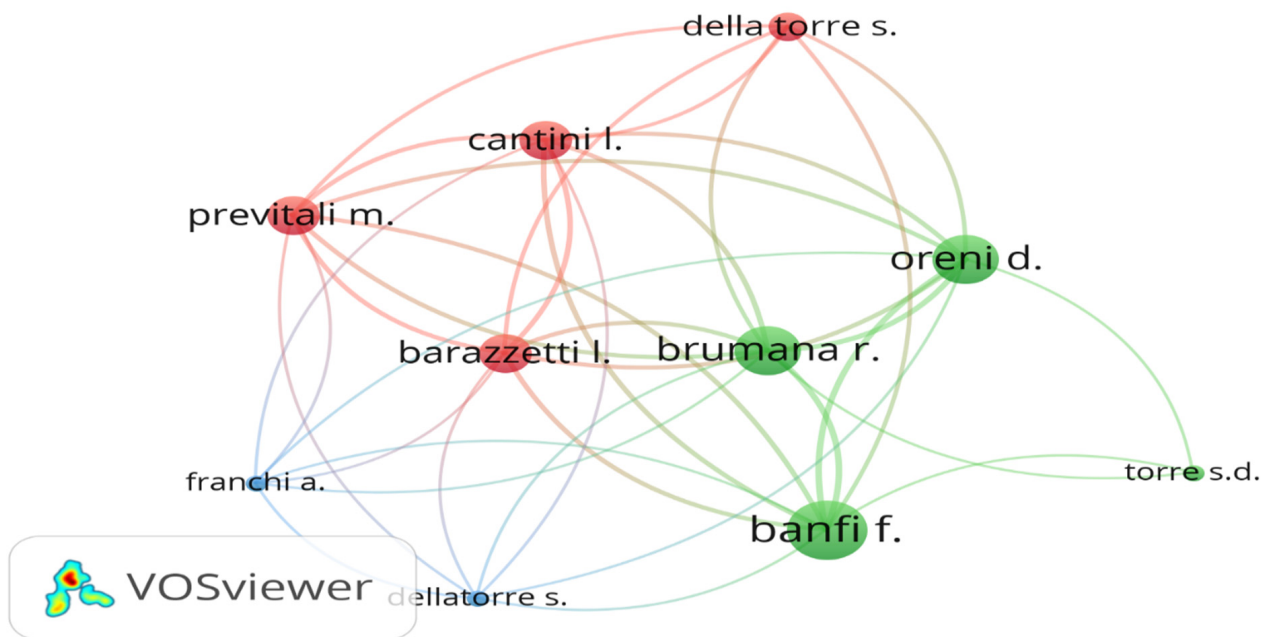 della torre s.
cantini l.
previtali m.
oreni d.
barazzetti l.
brumana r.
franchi a.
torre s.d.
banfi f.
VOSviewer
dellatorre s.